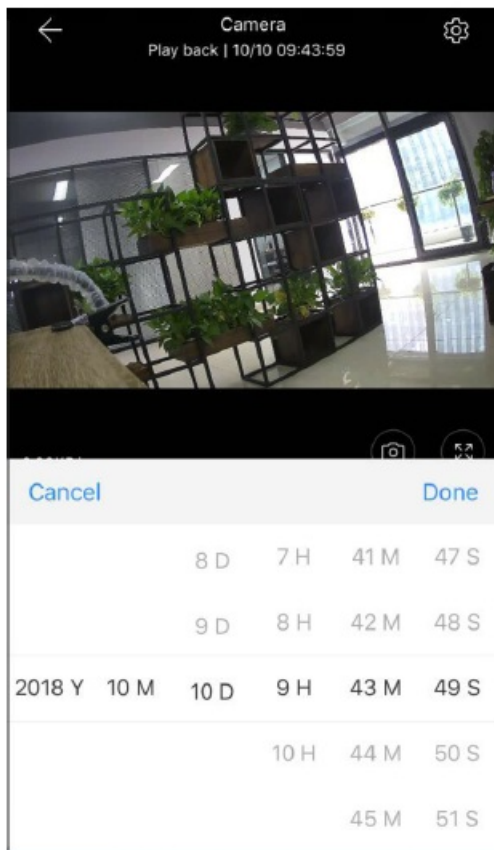 Camera
Play back | 10/10 09:43:59
Cancel Done
8 D 7 H 41 M 47 S
9 D 8 H 42 M 48 S
2018 Y 10 M 10 D 9 H 43 M 49 S
10 H 44 M 50 S
45 M 51 S